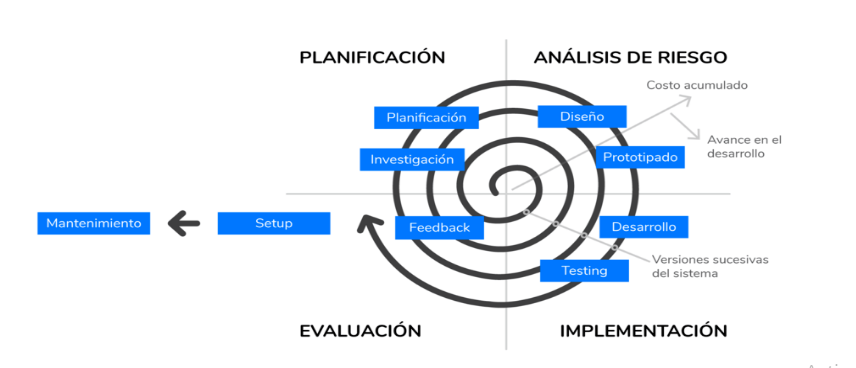 PLANIFICACIÓN
ANÁLISIS DE RIESGO
Costo acumulado
Planificación
Diseño
Avance en el
desarrollo
Investigación
Prototipado
Mantenimiento
Setup
Feedback
Desarrollo
Testing
Versiones sucesivas
del sistema
EVALUACIÓN
IMPLEMENTACIÓN